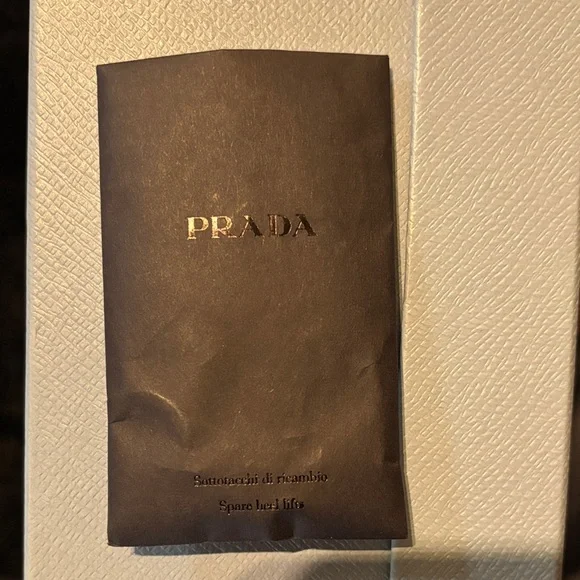 PRADA
Sottotacchi di ricambio
Spare heel lifts